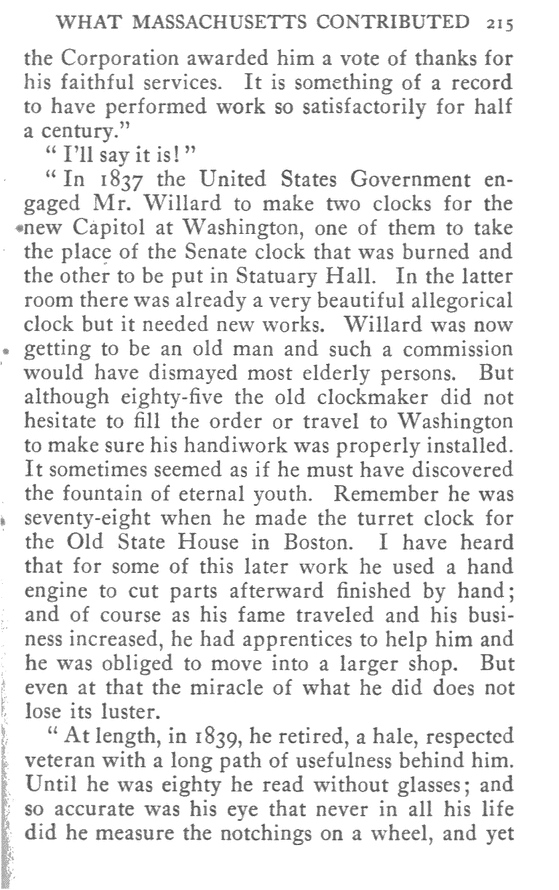 WHAT MASSACHUSETTS CONTRIBUTED 215
the Corporation awarded him a vote of thanks for
his faithful services. It is something of a record
to have performed work so satisfactorily for half
a century.”
“ I’ll say it is! ”
“ In 1837 the United States Government en-
gaged Mr. Willard to make two clocks for the
new Capitol at Washington, one of them to take
the place of the Senate clock that was burned and
the other to be put in Statuary Hall. In the latter
room there was already a very beautiful allegorical
clock but it needed new works. Willard was now
getting to be an old man and such a commission
would have dismayed most elderly persons. But
although eighty-five the old clockmaker did not
hesitate to fill the order or travel to Washington
to make sure his handiwork was properly installed.
It sometimes seemed as if he must have discovered
the fountain of eternal youth. Remember he was
seventy-eight when he made the turret clock for
the Old State House in Boston. I have heard
that for some of this later work he used a hand
engine to cut parts afterward finished by hand;
and of course as his fame traveled and his busi-
ness increased, he had apprentices to help him and
he was obliged to move into a larger shop. But
even at that the miracle of what he did does not
lose its luster.
“ At length, in 1839, he retired, a hale, respected
veteran with a long path of usefulness behind him.
Until he was eighty he read without glasses; and
so accurate was his eye that never in all his life
did he measure the notchings on a wheel, and yet